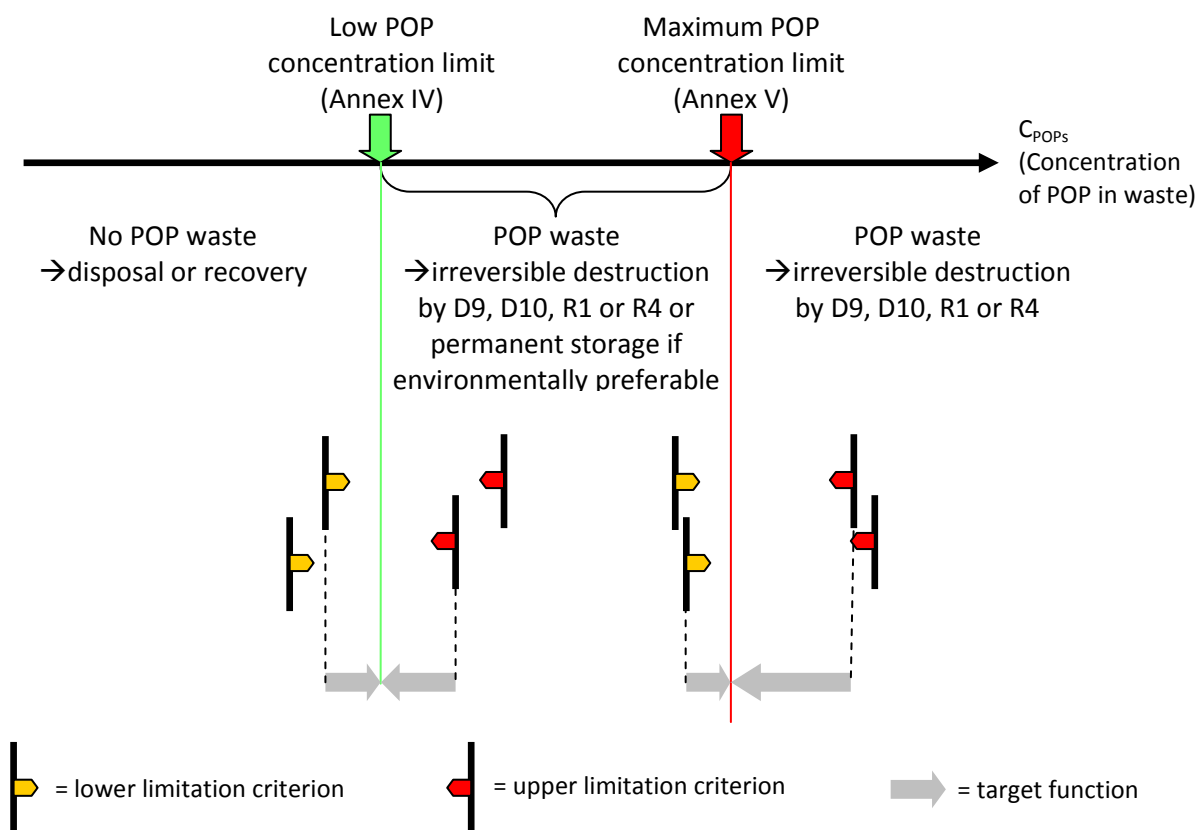 Low POP
concentration limit
(Annex IV)
Maximum POP
concentration limit
(Annex V)
CPOPs
(Concentration
of POP in waste)
No POP waste
→disposal or recovery
POP waste
→irreversible destruction
by D9, D10, R1 or R4 or
permanent storage if
environmentally preferable
POP waste
→irreversible destruction
by D9, D10, R1 or R4
= lower limitation criterion
= upper limitation criterion
= target function